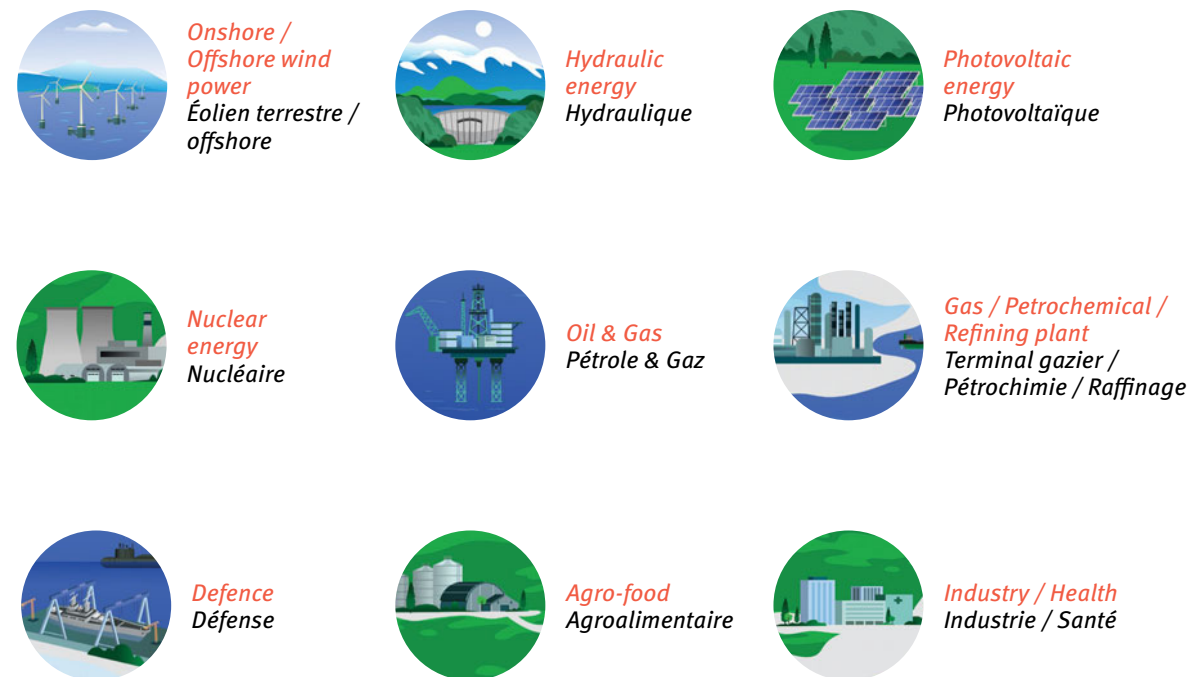 Onshore /
Offshore wind
power
Éolien terrestre /
offshore
Hydraulic
energy
Hydraulique
Photovoltaic
energy
Photovoltaïque
Nuclear
energy
Nucléaire
Oil & Gas
Pétrole & Gaz
Gas / Petrochemical /
Refining plant
Terminal gazier /
Pétrochimie / Raffinage
Defence
Défense
Agro-food
Agroalimentaire
Industry / Health
Industrie / Santé